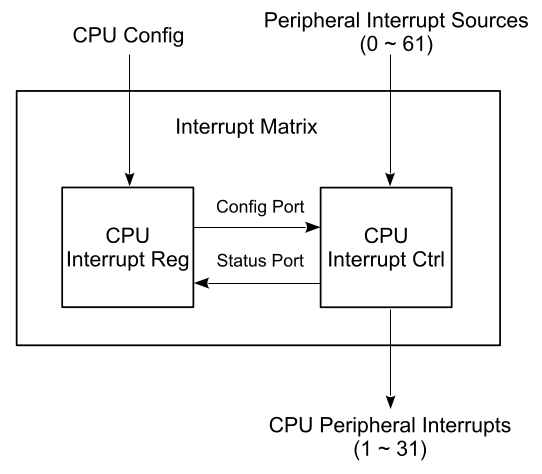 CPU Config
Peripheral Interrupt Sources
(0 ~ 61)
Interrupt Matrix
CPU
Interrupt Reg
Config Port
Status Port
CPU
Interrupt Ctrl
CPU Peripheral Interrupts
(1 ~ 31)